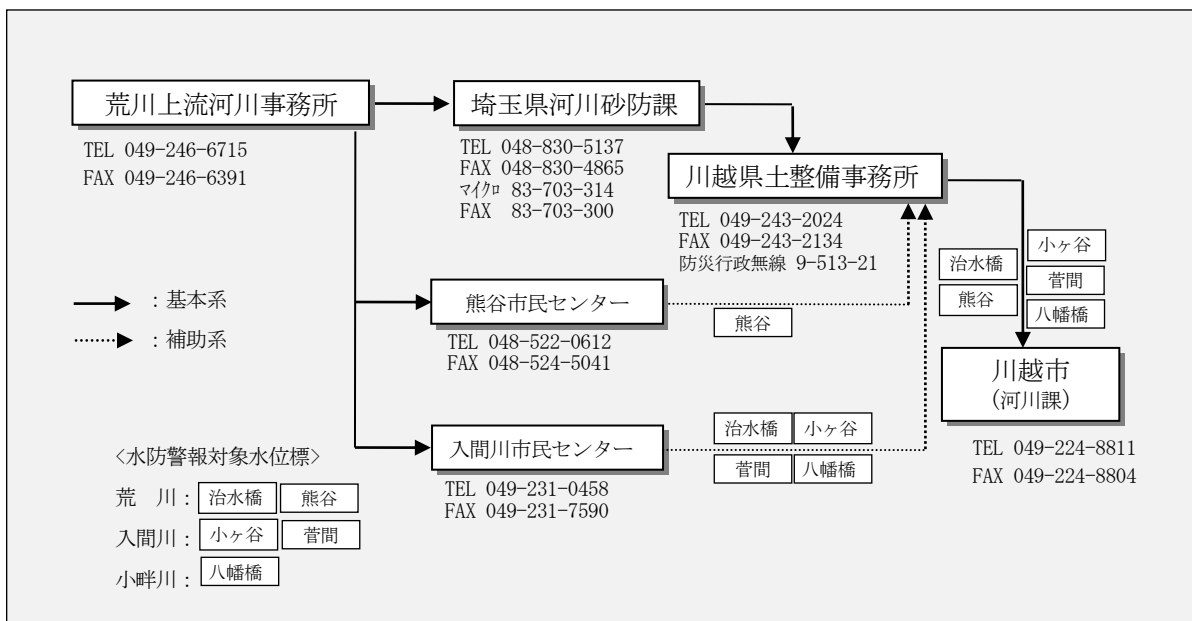 荒川上流河川事務所
TEL 049-246-6715
FAX 049-246-6391
埼玉県河川砂防課
TEL 048-830-5137
FAX 048-830-4865
ﾏｲｸﾛ 83-703-314
FAX 83-703-300
川越県土整備事務所
TEL 049-243-2024
FAX 049-243-2134
防災行政無線 9-513-21
治水橋
熊谷
小ヶ谷
菅間
八幡橋
：基本系
：補助系
熊谷市民センター
TEL 048-522-0612
FAX 048-524-5041
熊谷
川越市
(河川課)
TEL 049-224-8811
FAX 049-224-8804
入間川市民センター
TEL 049-231-0458
FAX 049-231-7590
治水橋 小ヶ谷
菅間 八幡橋
<水防警報対象水位標>
荒　川： 治水橋 熊谷
入間川： 小ヶ谷 菅間
小畔川： 八幡橋